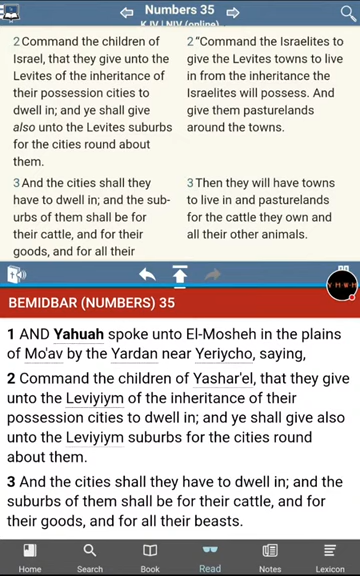 Numbers 35
KJV | NIV (online)
2 Command the children of
Israel, that they give unto the
Levites of the inheritance of
their possession cities to
dwell in; and ye shall give
also unto the Levites suburbs
for the cities round about
them.
3 And the cities shall they
have to dwell in; and the sub-
urbs of them shall be for
their cattle, and for their
goods, and for all their
2 “Command the Israelites to
give the Levites towns to live
in from the inheritance the
Israelites will possess. And
give them pasturelands
around the towns.
3 Then they will have towns
to live in and pasturelands
for the cattle they own and
all their other animals.
BEMIDBAR (NUMBERS) 35
1 AND Yahuah spoke unto El-Mosheh in the plains
of Mo'av by the Yardan near Yeriycho, saying,
2 Command the children of Yashar'el, that they give
unto the Leviyiym of the inheritance of their
possession cities to dwell in; and ye shall give also
unto the Leviyiym suburbs for the cities round
about them.
3 And the cities shall they have to dwell in; and the
suburbs of them shall be for their cattle, and for
their goods, and for all their beasts.
Home
Search
Book
Read
Notes
Lexicon